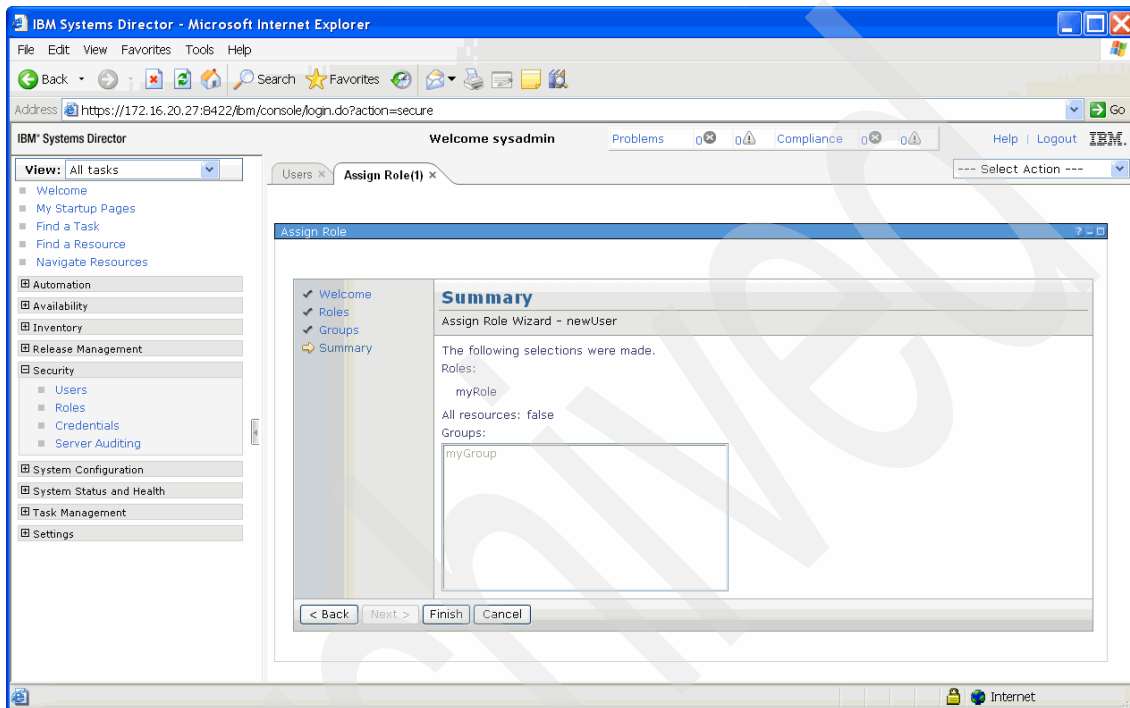 IBM Systems Director - Microsoft Internet Explorer
File Edit View Favorites Tools Help
Back Search Favorites
Address https://172.16.20.27:8422/ibm/console/login.do?action=secure Go
IBM® Systems Director Welcome sysadmin Problems 0 0 Compliance 0 0 Help | Logout IBM.
View: All tasks
Users × Assign Role(1) ×
--- Select Action ---
Welcome
My Startup Pages
Find a Task
Find a Resource
Navigate Resources
Automation
Availability
Inventory
Release Management
Security
Users
Roles
Credentials
Server Auditing
System Configuration
System Status and Health
Task Management
Settings
Assign Role
Welcome
Roles
Groups
Summary
Summary
Assign Role Wizard - newUser
The following selections were made.
Roles:
myRole
All resources: false
Groups:
myGroup
< Back Next > Finish Cancel
Internet